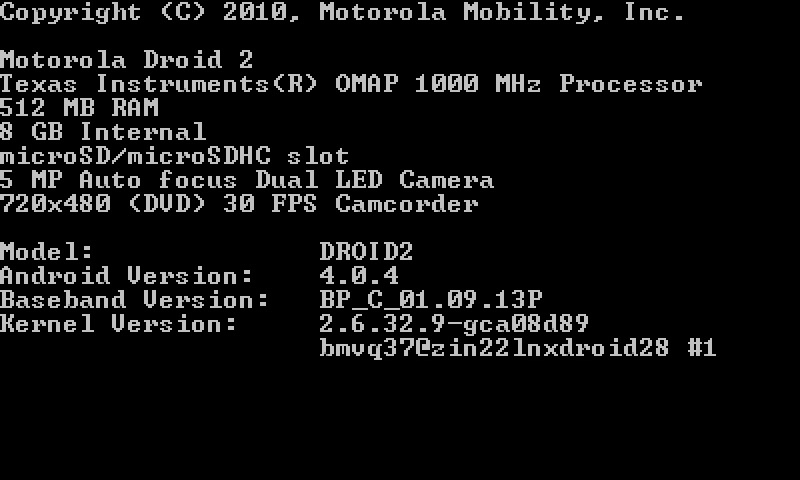 Copyright (C) 2010, Motorola Mobility, Inc.
Motorola Droid 2
Texas Instruments(R) OMAP 1000 MHz Processor
512 MB RAM
8 GB Internal
microSD/microSDHC slot
5 MP Auto focus Dual LED Camera
720x480 (DVD) 30 FPS Camcorder
Model: DROID2
Android Version: 4.0.4
Baseband Version: BP_C_01.09.13P
Kernel Version: 2.6.32.9-gca08d89
bmvq37@zin22lnxdroid28 #1